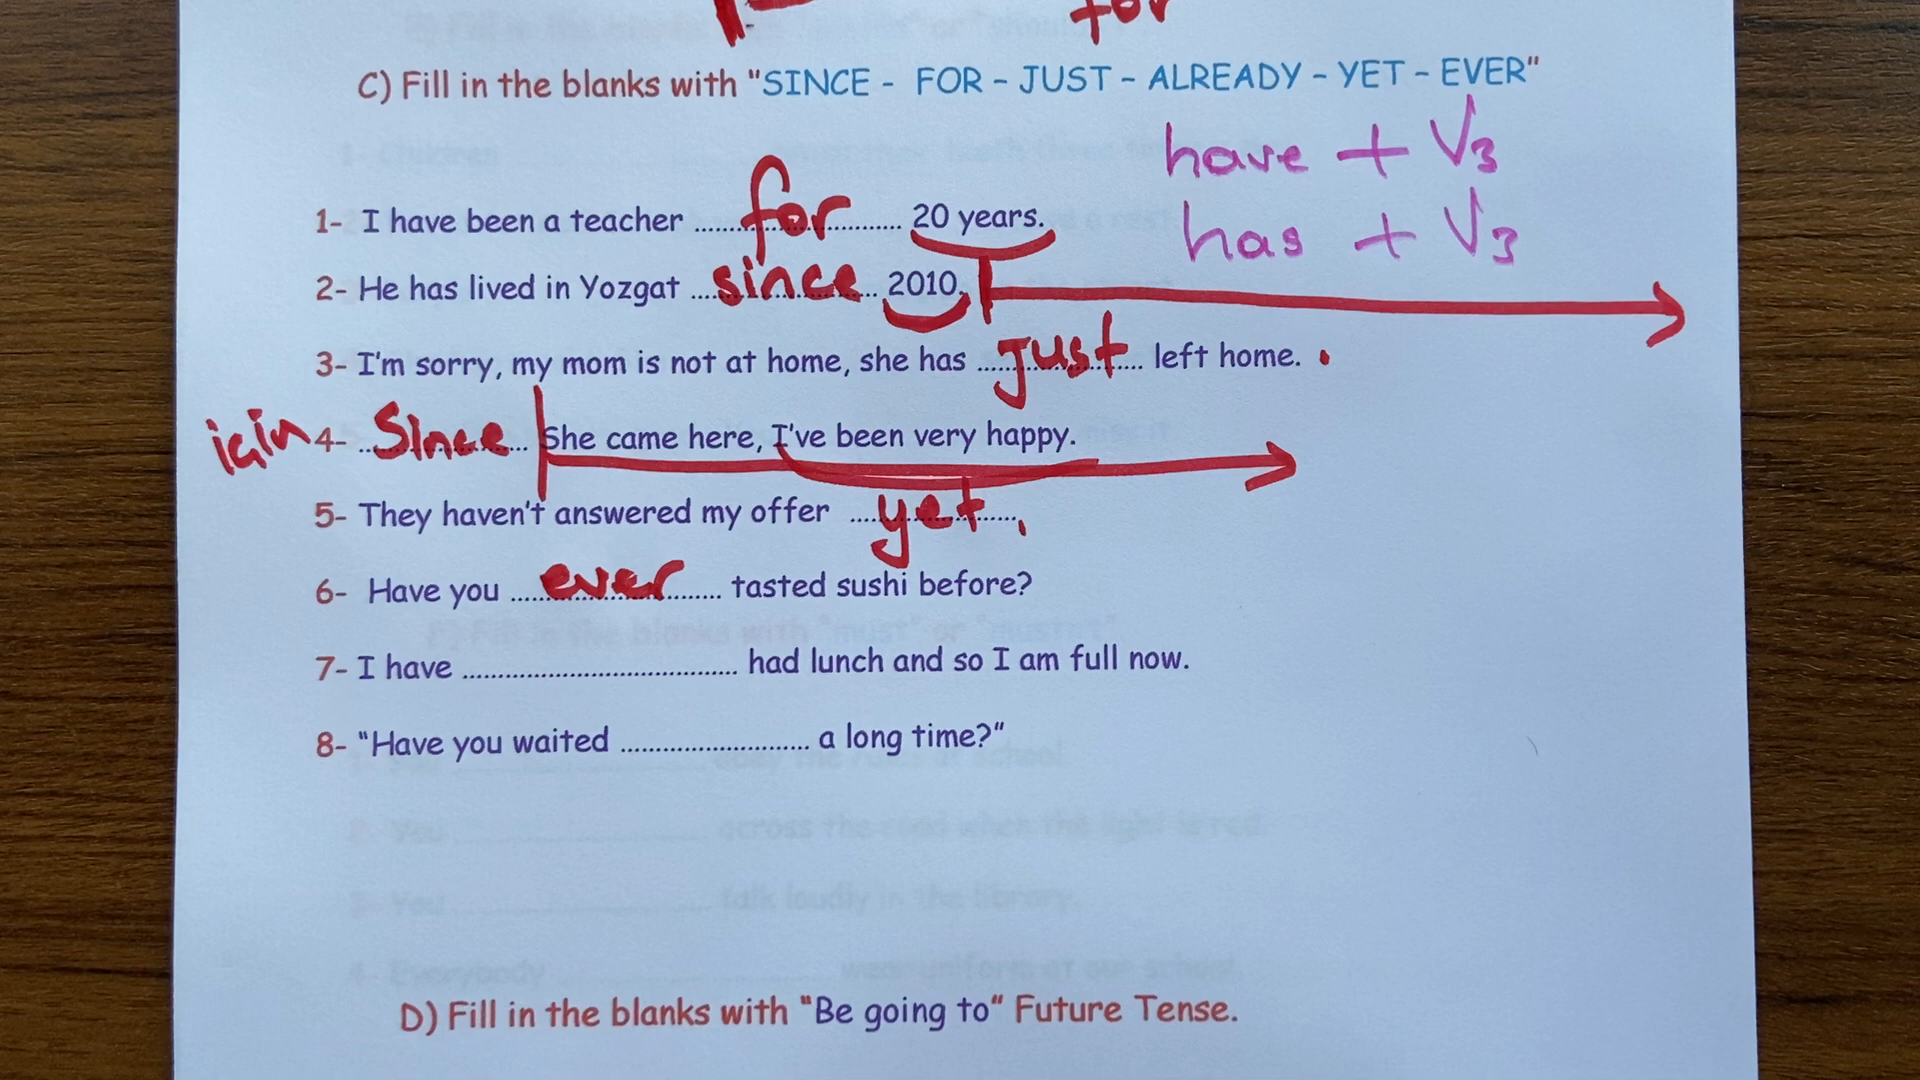 for
C) Fill in the blanks with "SINCE - FOR – JUST – ALREADY – YET – EVER"
have + V3
has + V3
1- I have been a teacher ..........for.......... 20 years.
2- He has lived in Yozgat ....since.... 2010.
3- I'm sorry, my mom is not at home, she has ....Just.... left home.
için 4- ....Since.... She came here, I've been very happy.
5- They haven't answered my offer ....yet.....
6- Have you ....ever.... tasted sushi before?
7- I have ........................ had lunch and so I am full now.
8- "Have you waited ........................ a long time?"
D) Fill in the blanks with "Be going to" Future Tense.